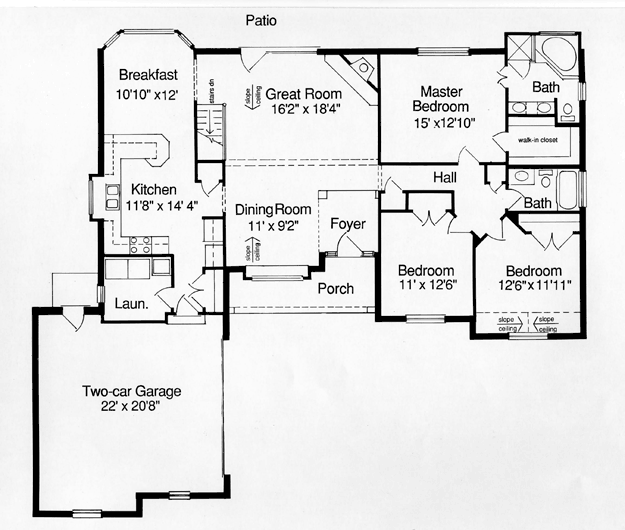 Patio
Breakfast
10'10" x12'
stairs dn
slope
ceiling
Great Room
16'2" x 18'4"
Master
Bedroom
15' x12'10"
Bath
walk-in closet
Kitchen
11'8" x 14' 4"
Hall
Bath
Dining Room
11' x 9'2"
slope
ceiling
Foyer
Bedroom
11' x 12'6"
Bedroom
12'6" x 11'11"
slope
ceiling
slope
ceiling
Laun.
Porch
Two-car Garage
22' x 20'8"